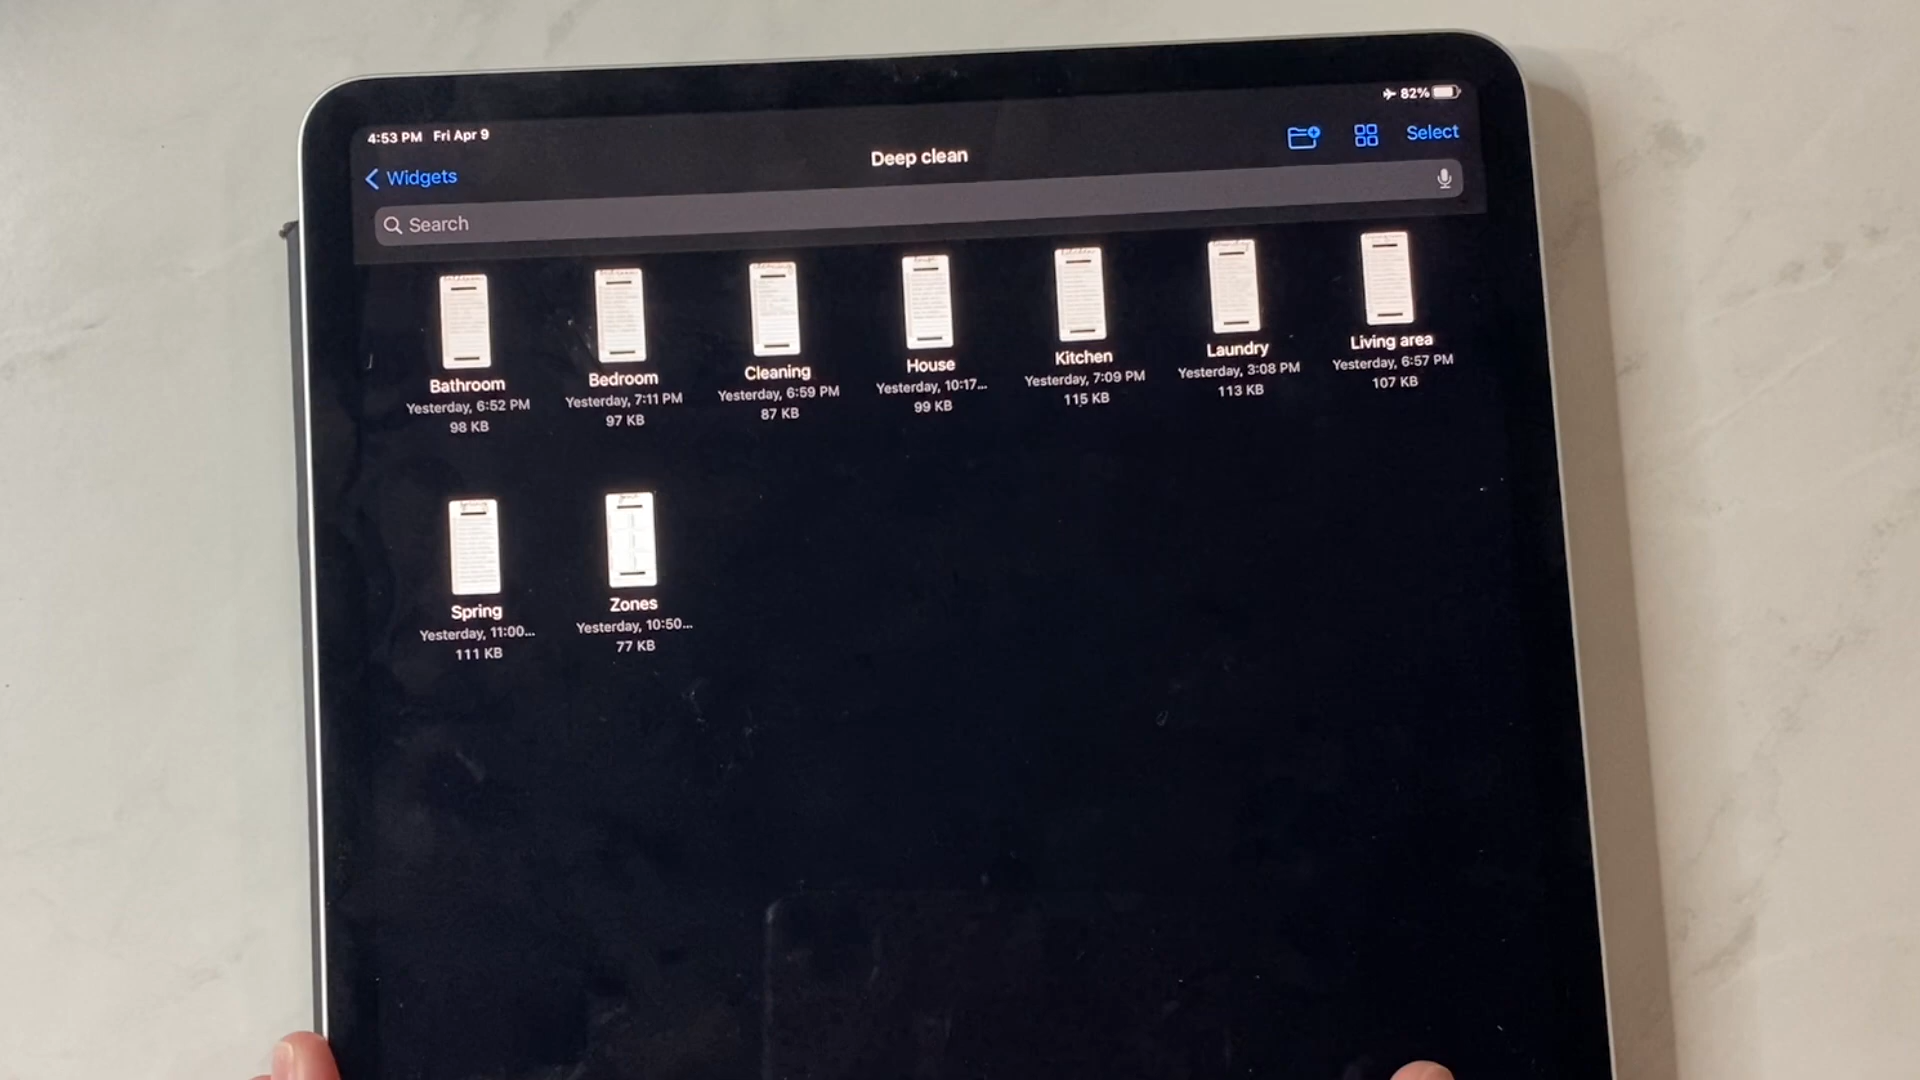 4:53 PM Fri Apr 9
82%
Widgets
Deep clean
Select
Search
Bathroom
Yesterday, 6:52 PM
98 KB
Bedroom
Yesterday, 7:11 PM
97 KB
Cleaning
Yesterday, 6:59 PM
87 KB
House
Yesterday, 10:17...
99 KB
Kitchen
Yesterday, 7:09 PM
115 KB
Laundry
Yesterday, 3:08 PM
113 KB
Living area
Yesterday, 6:57 PM
107 KB
Spring
Yesterday, 11:00...
111 KB
Zones
Yesterday, 10:50...
77 KB